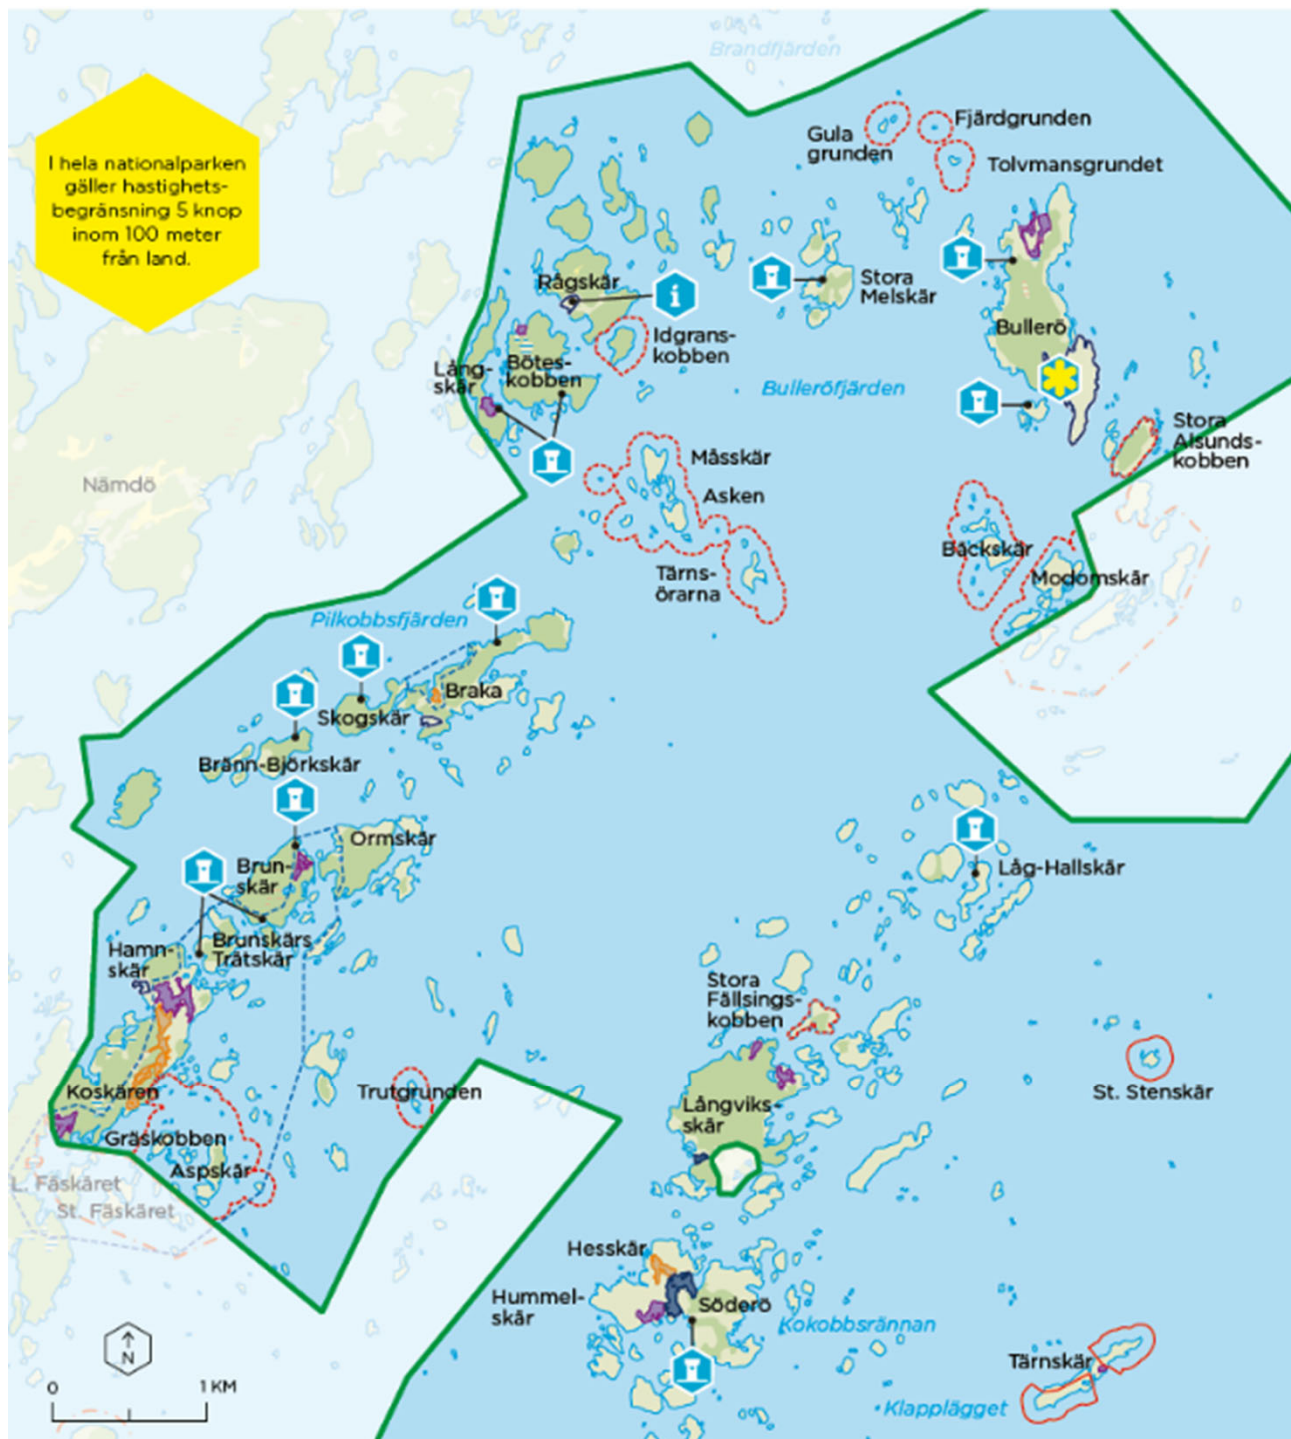 Brandfjärden
I hela nationalparken
gäller hastighets-
begränsning 5 knop
inom 100 meter
från land.
Gula
grunden
Fjärdgrunden
Tolvmansgrundet
Rågskär
i
Stora
Melskär
Idgrans-
kobben
Bullerö
Lång-
skär
Bötes-
kobben
Bulleröfjärden
Stora
Alsunds-
kobben
Måsskär
Asken
Nämdö
Bäckskär
Modomskär
Tärns-
örarna
Pilkobbsfjärden
Braka
Skogskär
Bränn-Björkskär
Ormskär
Brun-
skär
Låg-Hallskär
Brunskärs
Tråtskär
Hamn-
skär
Stora
Fällsings-
kobben
Koskären
Trutgrunden
St. Stenskär
Långviks-
skär
Gräskobben
Aspskär
L. Fäskäret
St. Fäskäret
Hesskär
Hummel-
skär
Söderö
Kokobbsrännan
N
Tärnskär
0 1 KM
Klapplägget